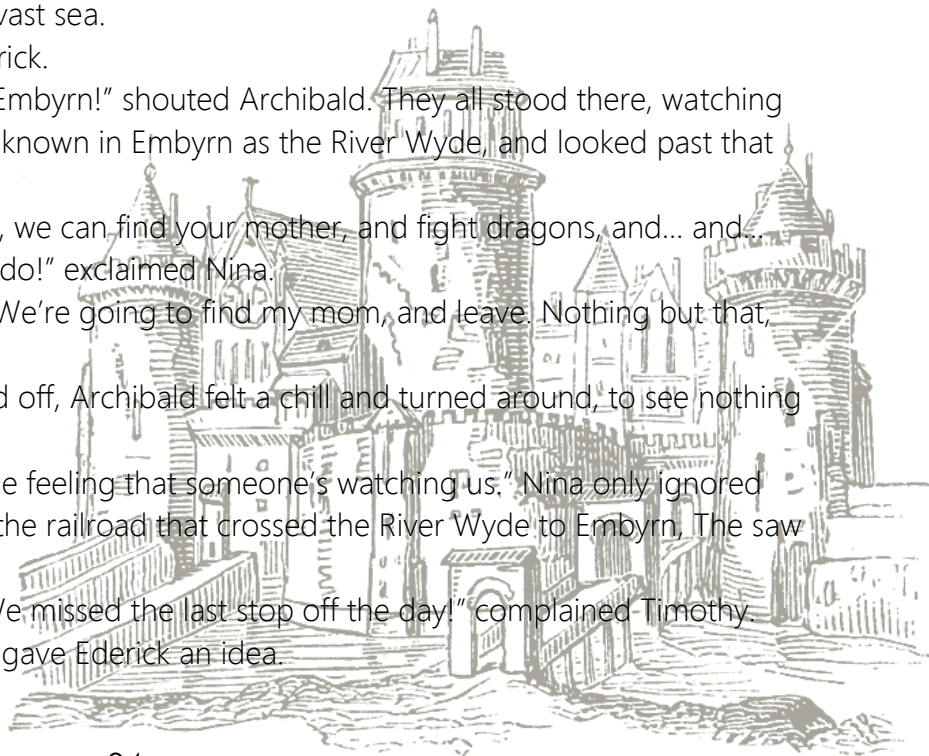 vast sea.
rick.
Embyrn!” shouted Archibald. They all stood there, watching
known in Embyrn as the River Wyde, and looked past that
, we can find your mother, and fight dragons, and... and...
do!” exclaimed Nina.
We’re going to find my mom, and leave. Nothing but that,
d off, Archibald felt a chill and turned around, to see nothing
e feeling that someone’s watching us.” Nina only ignored
the railroad that crossed the River Wyde to Embyrn, The saw
We missed the last stop off the day!” complained Timothy.
gave Ederick an idea.